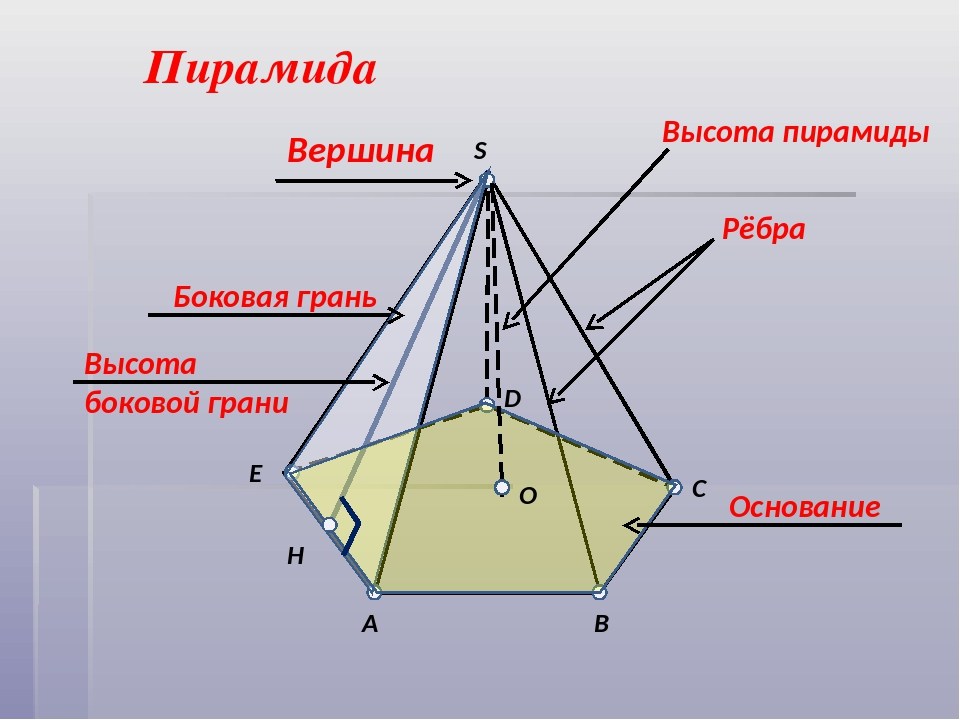 Пирамида
Высота пирамиды
Вершина
S
Рёбра
Боковая грань
Высота
боковой грани
D
E
O
C
Основание
H
A
B